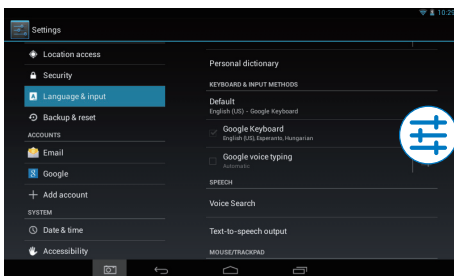 10:29
Settings
Location access
Security
Language & input
Backup & reset
ACCOUNTS
Email
Google
Add account
SYSTEM
Date & time
Accessibility
Personal dictionary
KEYBOARD & INPUT METHODS
Default
English (US) - Google Keyboard
Google Keyboard
English (US), Esperanto, Hungarian
Google voice typing
Automatic
SPEECH
Voice Search
Text-to-speech output
MOUSE/TRACKPAD